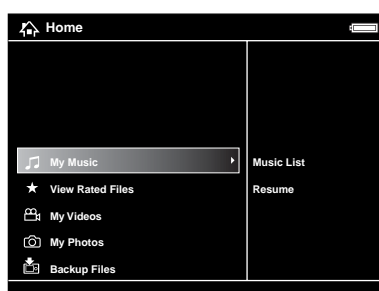 Home
My Music
Music List
View Rated Files
Resume
My Videos
My Photos
Backup Files